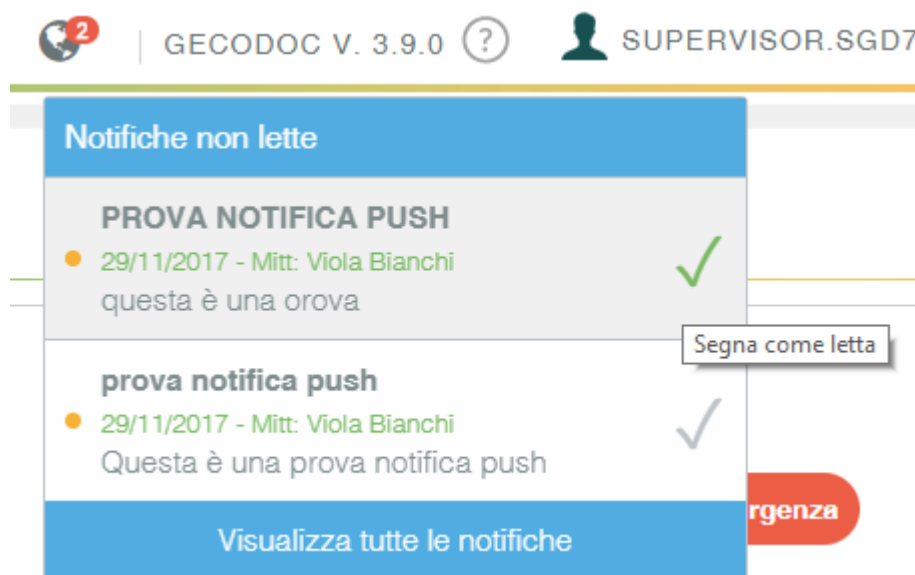 2
GECODOC V. 3.9.0 ? SUPERVISOR.SGD7
Notifiche non lette
PROVA NOTIFICA PUSH
29/11/2017 - Mitt: Viola Bianchi
questa è una orova
Segna come letta
prova notifica push
29/11/2017 - Mitt: Viola Bianchi
Questa è una prova notifica push
rgenza
Visualizza tutte le notifiche